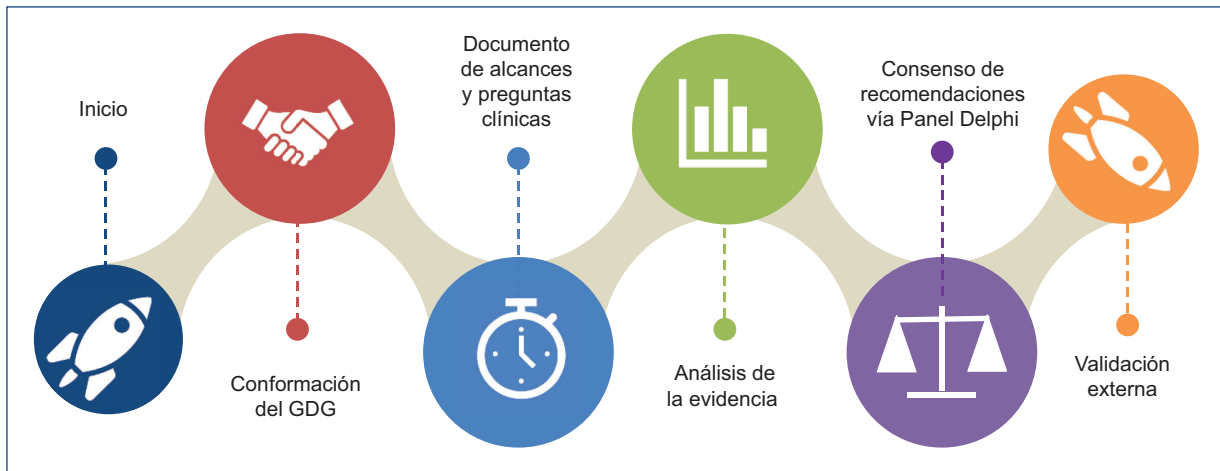 Inicio
Conformación
del GDG
Documento
de alcances
y preguntas
clínicas
Análisis de
la evidencia
Consenso de
recomendaciones
vía Panel Delphi
Validación
externa